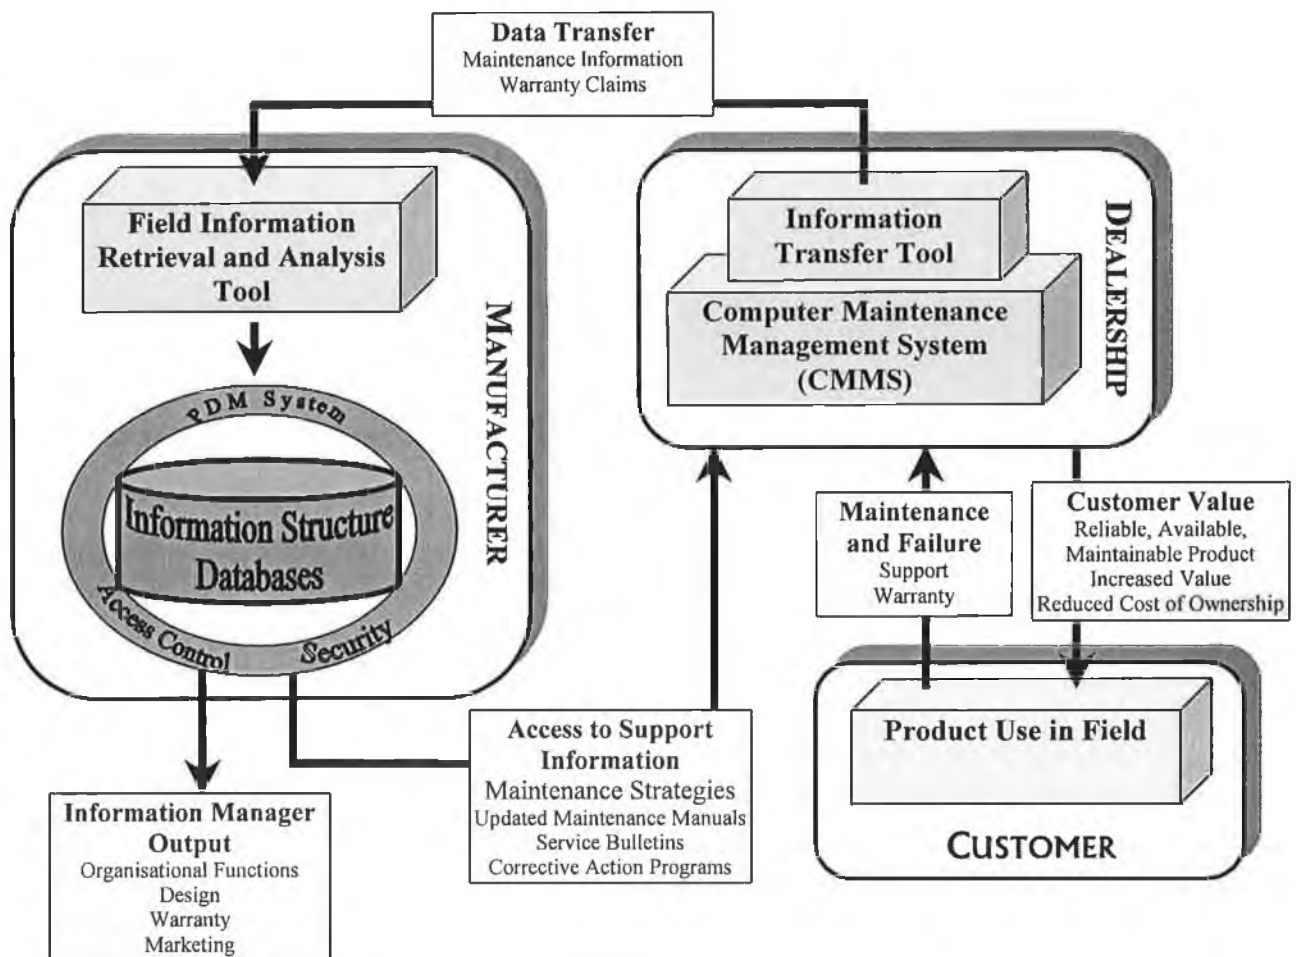 Data Transfer
Maintenance Information
Warranty Claims
Field Information
Retrieval and Analysis
Tool
MANUFACTURER
PDM System
Information Structure
Databases
Access Control
Security
Information
Transfer Tool
Computer Maintenance
Management System
(CMMS)
DEALERSHIP
Maintenance
and Failure
Support
Warranty
Customer Value
Reliable, Available,
Maintainable Product
Increased Value
Reduced Cost of Ownership
Product Use in Field
CUSTOMER
Access to Support
Information
Maintenance Strategies
Updated Maintenance Manuals
Service Bulletins
Corrective Action Programs
Information Manager
Output
Organisational Functions
Design
Warranty
Marketing